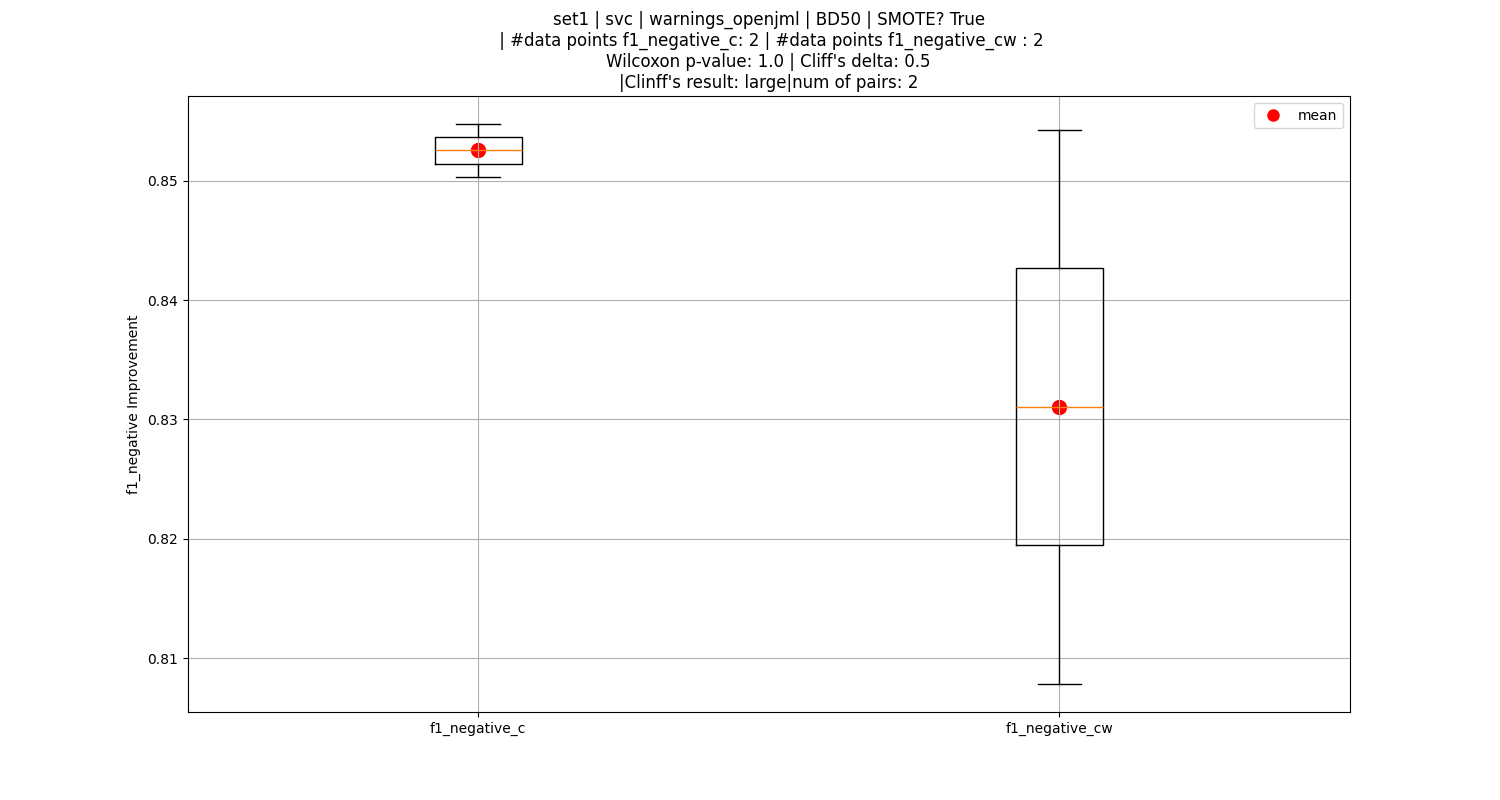 set1 | svc | warnings_openjml | BD50 | SMOTE? True
| #data points f1_negative_c: 2 | #data points f1_negative_cw : 2
Wilcoxon p-value: 1.0 | Cliff's delta: 0.5
|Clinff's result: large|num of pairs: 2
mean
0.85
0.84
0.83
0.82
0.81
f1_negative Improvement
f1_negative_c
f1_negative_cw